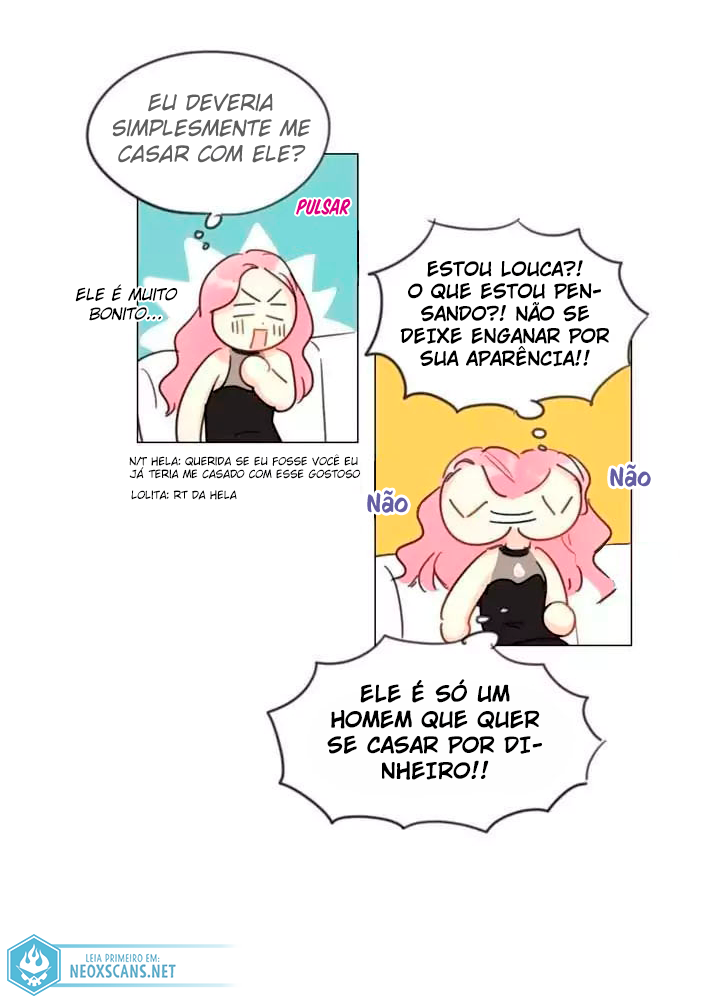 EU DEVERIA
SIMPLESMENTE ME
CASAR COM ELE?
PULSAR
ELE É MUITO
BONITO...
ESTOU LOUCA?!
O QUE ESTOU PEN-
SANDO?! NÃO SE
DEIXE ENGANAR POR
SUA APARÊNCIA!!
N/T HELA: QUERIDA SE EU FOSSE VOCÊ EU
JÁ TERIA ME CASADO COM ESSE GOSTOSO
LOLITA: RT DA HELA
Não
Não
ELE É SÓ UM
HOMEM QUE QUER
SE CASAR POR DI-
NHEIRO!!
LEIA PRIMEIRO EM:
NEOXSCANS.NET